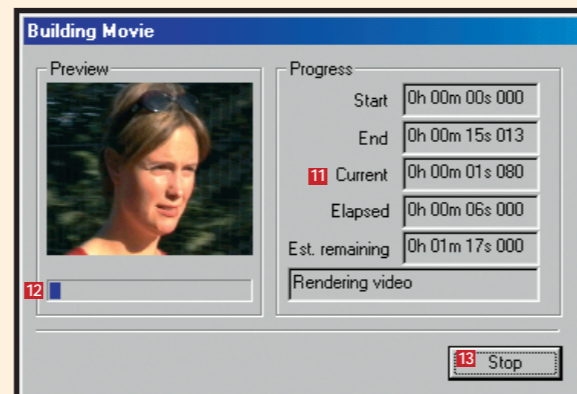 Building Movie
Preview
Progress
Start 0h 00m 00s 000
End 0h 00m 15s 013
11 Current 0h 00m 01s 080
Elapsed 0h 00m 06s 000
Est. remaining 0h 01m 17s 000
12
Rendering video
13 Stop